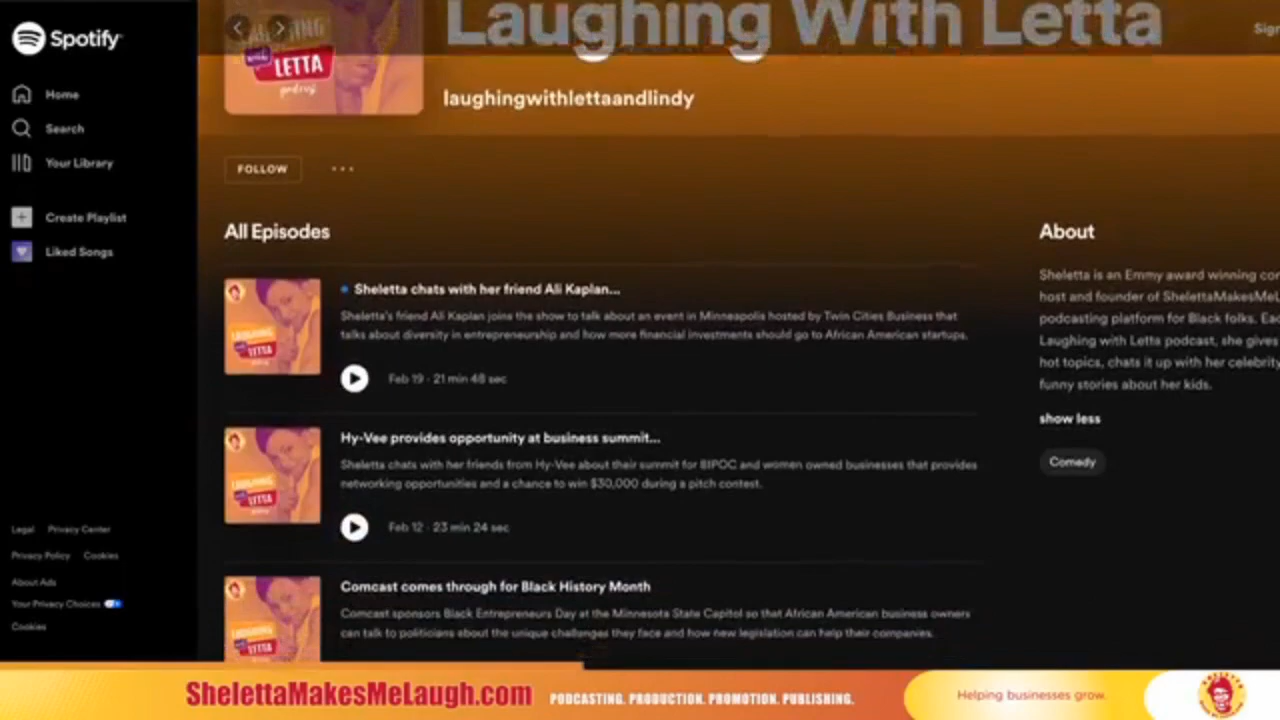 Spotify
Home
Search
Your Library
Create Playlist
Liked Songs
Legal Privacy Center
Privacy Policy Cookies
About Ads
Your Privacy Choices
Cookies
LETTA
podcast
Laughing With Letta
laughingwithlettaandlindy
FOLLOW
All Episodes
LAUGHING
LETTA
Sheletta chats with her friend Ali Kaplan...
Sheletta's friend Ali Kaplan joins the show to talk about an event in Minneapolis hosted by Twin Cities Business that
talks about diversity in entrepreneurship and how more financial investments should go to African American startups.
Feb 19 · 21 min 48 sec
LAUGHING
LETTA
Hy-Vee provides opportunity at business summit...
Sheletta chats with her friends from Hy-Vee about their summit for BIPOC and women owned businesses that provides
networking opportunities and a chance to win $30,000 during a pitch contest.
Feb 12 · 23 min 24 sec
LAUGHING
LETTA
Comcast comes through for Black History Month
Comcast sponsors Black Entrepreneurs Day at the Minnesota State Capitol so that African American business owners
can talk to politicians about the unique challenges they face and how new legislation can help their companies.
About
Sheletta is an Emmy award winning
host and founder of
podcasting platform for Black folks.
Laughing with Letta podcast, she gives
hot topics, chats it up with her celebrity
funny stories about her kids.
show less
Comedy
ShelettaMakesMeLaugh.com
PODCASTING. PRODUCTION. PROMOTION. PUBLISHING.
Helping businesses grow.